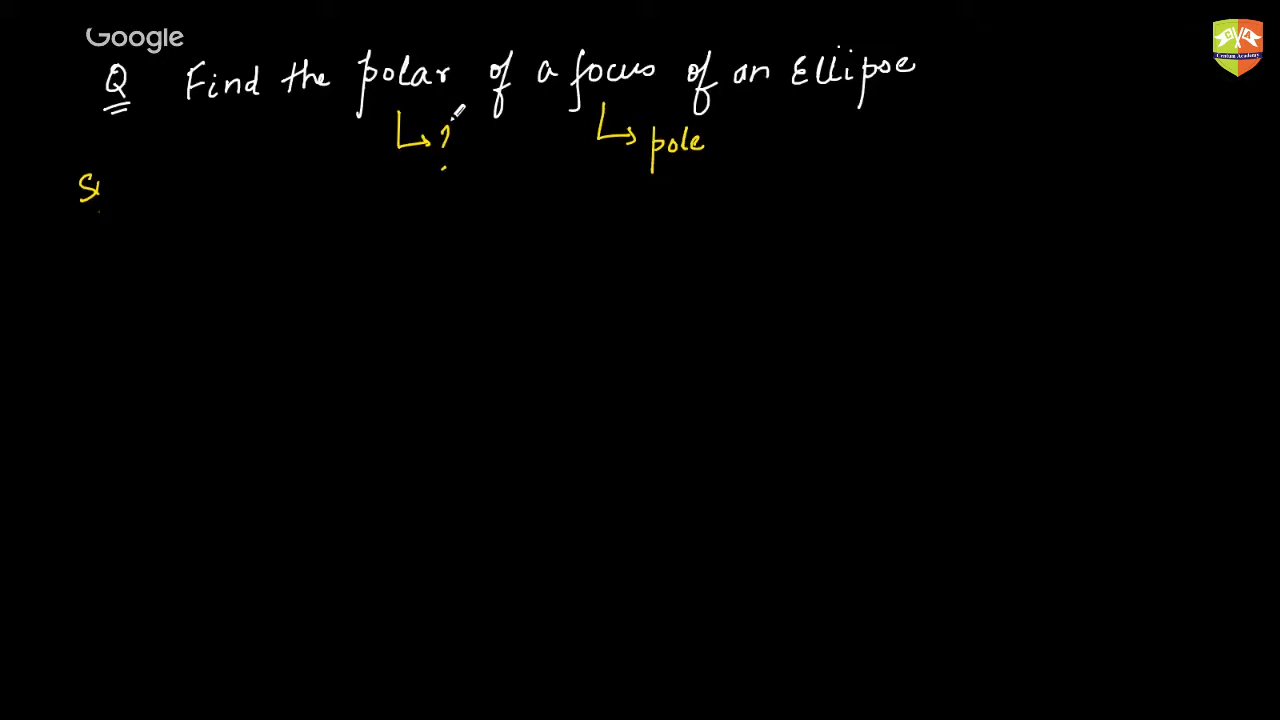 Google
Q Find the polar of a focus of an Ellipse
↳ ? ↳ pole
S